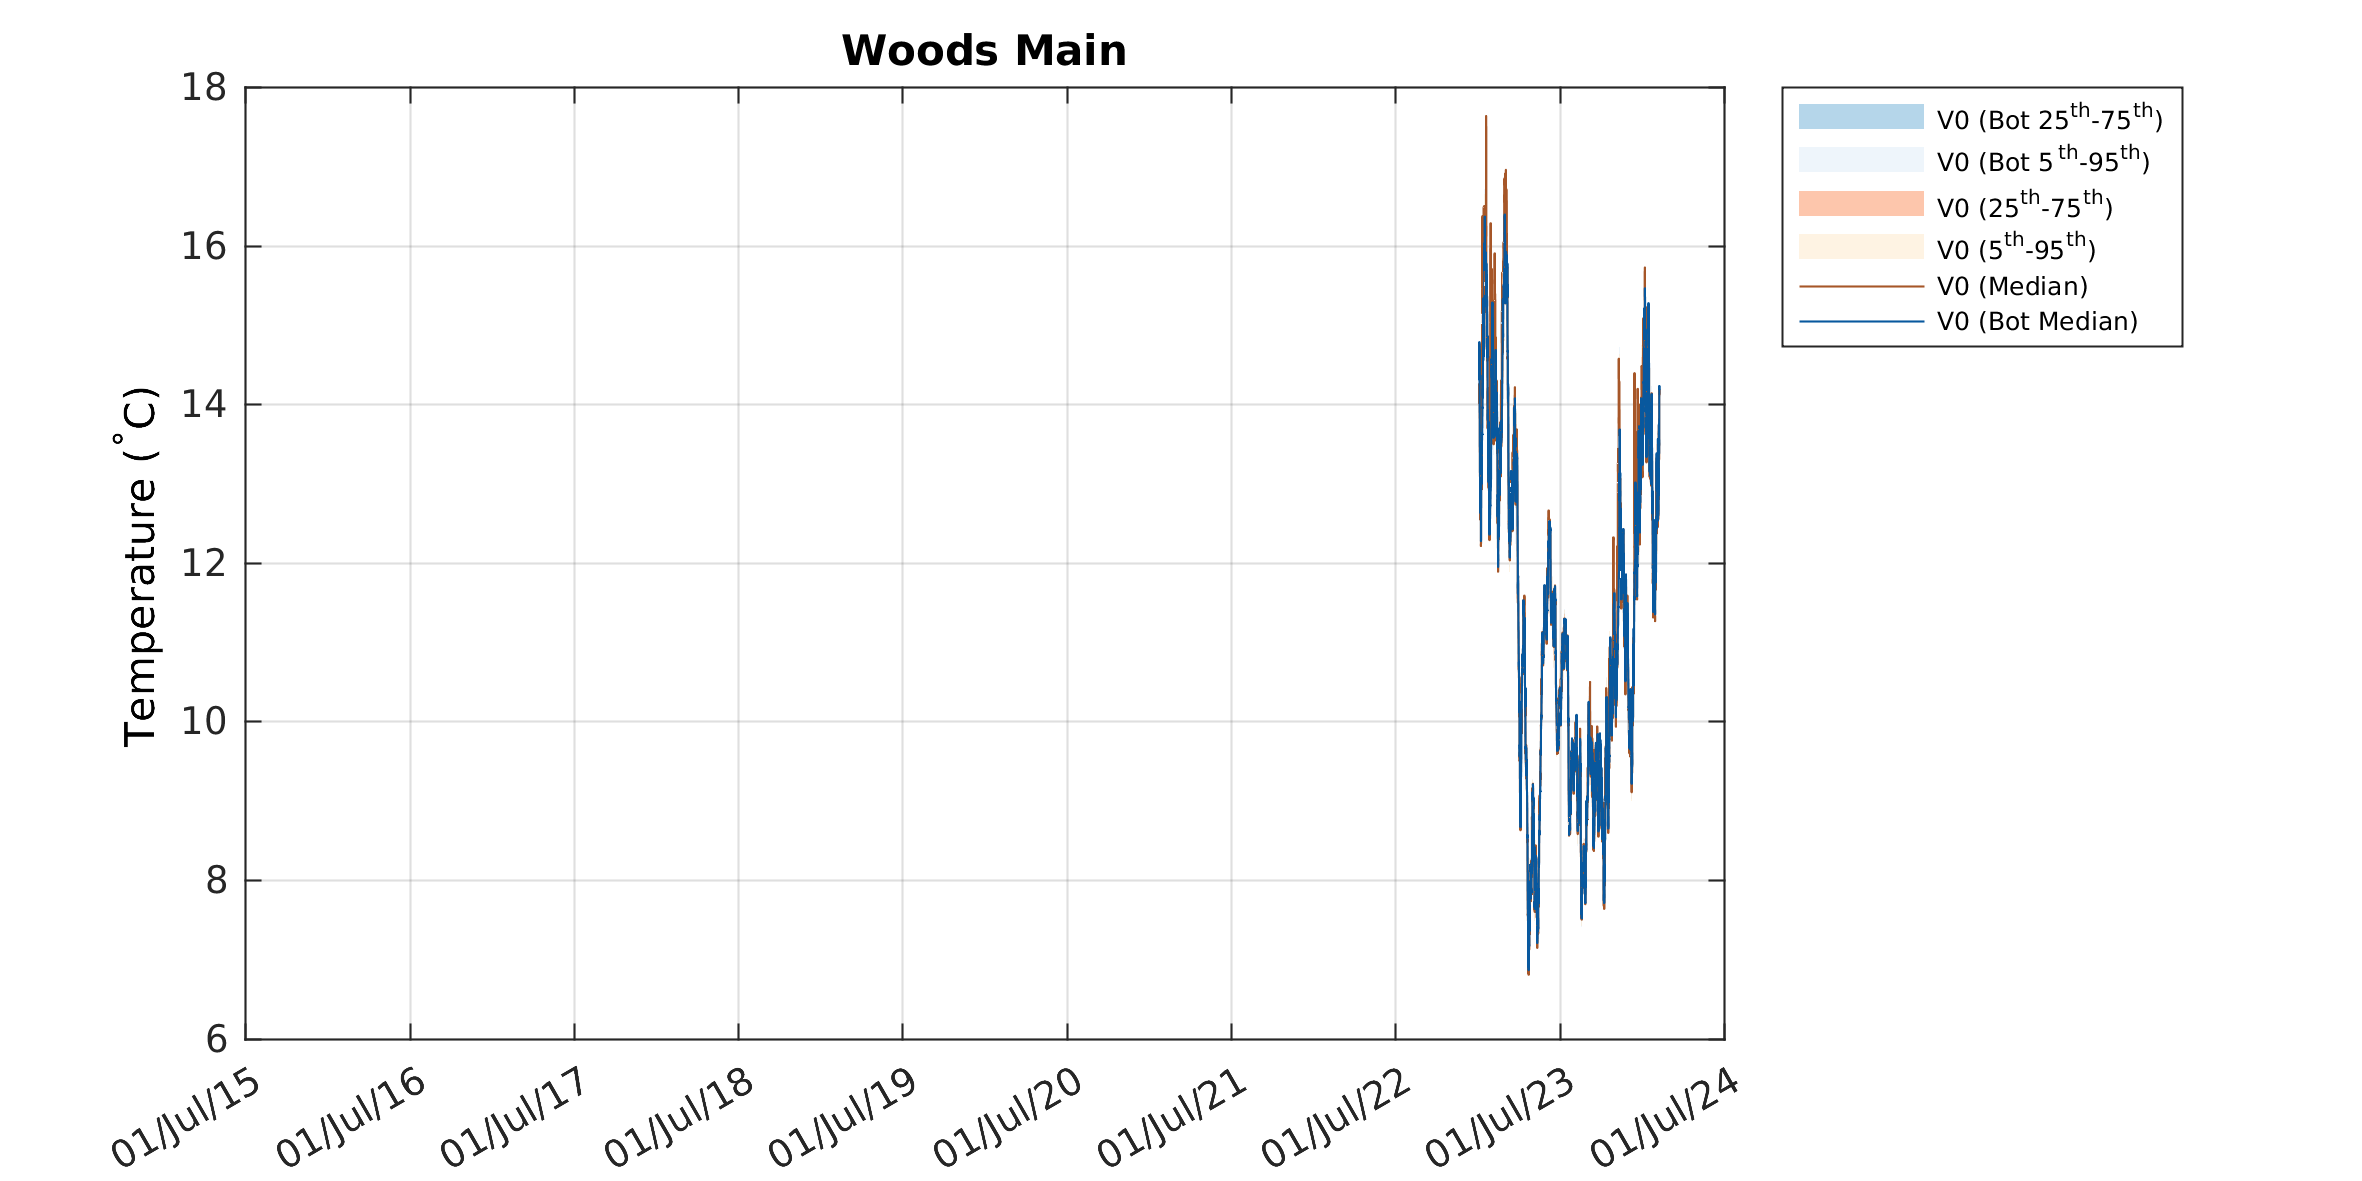 Woods Main
18
16
14
12
10
8
6
Temperature (°C)
01/Jul/15
01/Jul/16
01/Jul/17
01/Jul/18
01/Jul/19
01/Jul/20
01/Jul/21
01/Jul/22
01/Jul/23
01/Jul/24
V0 (Bot 25th-75th)
V0 (Bot 5th-95th)
V0 (25th-75th)
V0 (5th-95th)
V0 (Median)
V0 (Bot Median)